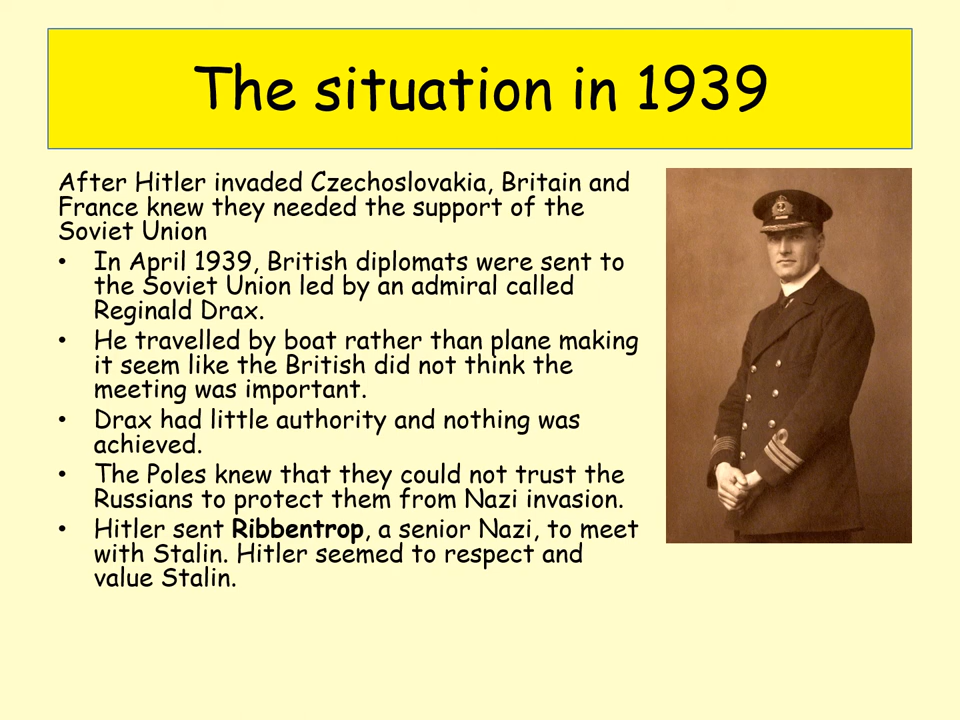 The situation in 1939
After Hitler invaded Czechoslovakia, Britain and
France knew they needed the support of the
Soviet Union
• In April 1939, British diplomats were sent to
the Soviet Union led by an admiral called
Reginald Drax.
• He travelled by boat rather than plane making
it seem like the British did not think the
meeting was important.
• Drax had little authority and nothing was
achieved.
• The Poles knew that they could not trust the
Russians to protect them from Nazi invasion.
• Hitler sent Ribbentrop, a senior Nazi, to meet
with Stalin. Hitler seemed to respect and
value Stalin.